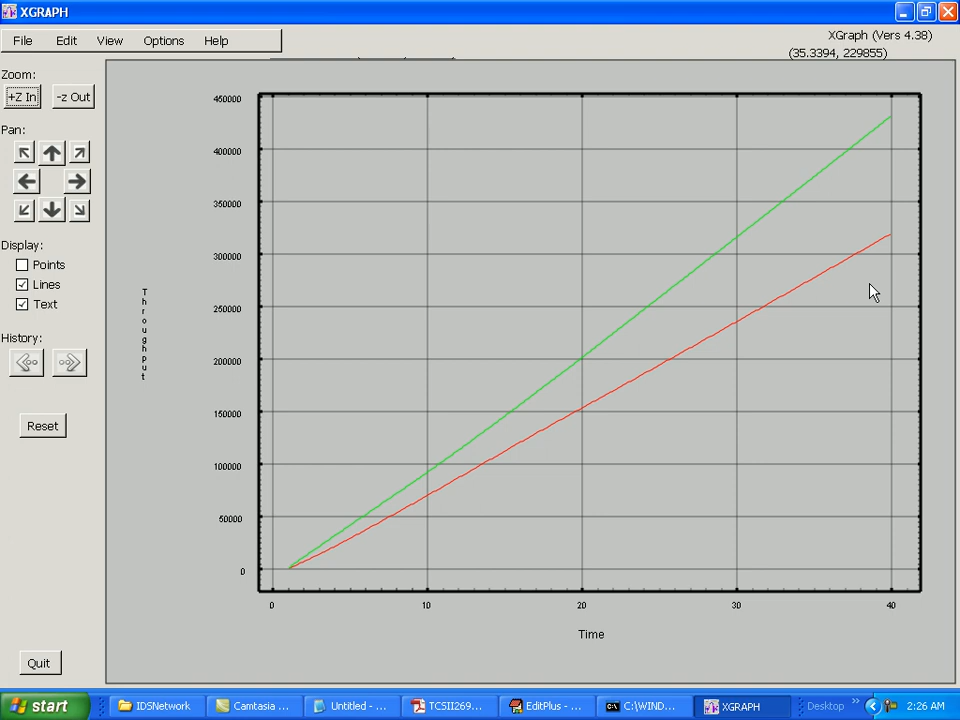 XGRAPH
File Edit View Options Help
XGraph (Vers 4.38)
(35.3394, 229855)
Zoom:
+Z In -z Out
Pan:
Display:
Points
Lines
Text
History:
Reset
Quit
450000
400000
350000
300000
250000
200000
150000
100000
50000
0
Throughput
0 10 20 30 40
Time
start IDSNetwork Camtasia ... Untitled - ... TCSII269... EditPlus - ... C:\WIND... XGRAPH Desktop » 2:26 AM